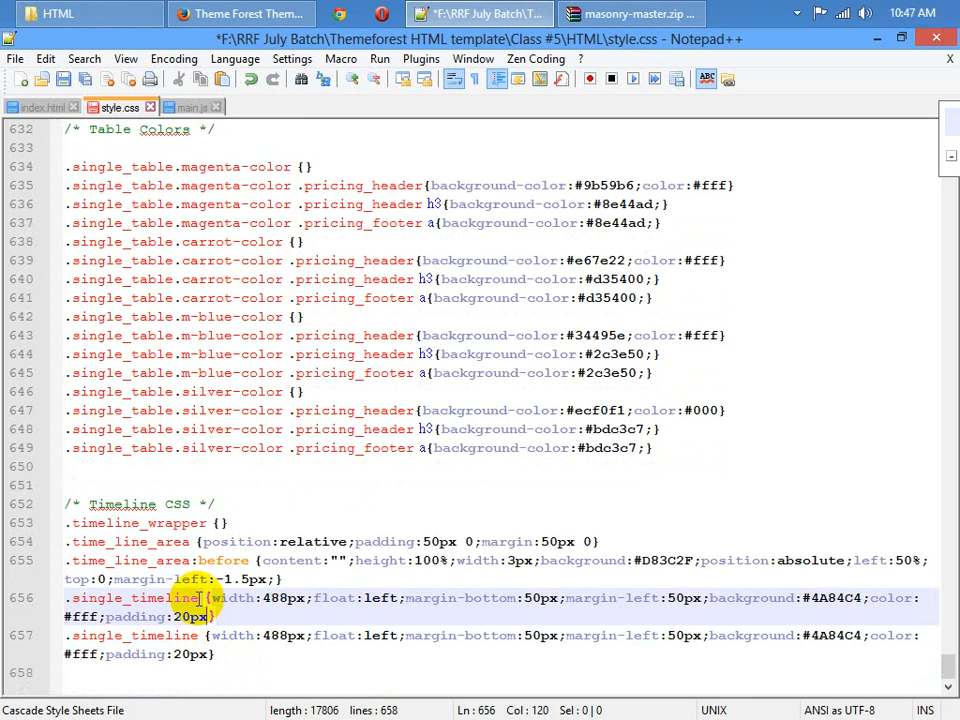 HTML
Theme Forest Them...
*F:\RRF July Batch\T...
masonry-master.zip ...
10:47 AM
*F:\RRF July Batch\Themeforest HTML template\Class #5\HTML\style.css - Notepad++
File Edit Search View Encoding Language Settings Macro Run Plugins Window Zen Coding ? X
index.html style.css main.js
632 /* Table Colors */
633
634 .single_table.magenta-color {}
635 .single_table.magenta-color .pricing_header{background-color:#9b59b6;color:#fff}
636 .single_table.magenta-color .pricing_header h3{background-color:#8e44ad;}
637 .single_table.magenta-color .pricing_footer a{background-color:#8e44ad;}
638 .single_table.carrot-color {}
639 .single_table.carrot-color .pricing_header{background-color:#e67e22;color:#fff}
640 .single_table.carrot-color .pricing_header h3{background-color:#d35400;}
641 .single_table.carrot-color .pricing_footer a{background-color:#d35400;}
642 .single_table.m-blue-color {}
643 .single_table.m-blue-color .pricing_header{background-color:#34495e;color:#fff}
644 .single_table.m-blue-color .pricing_header h3{background-color:#2c3e50;}
645 .single_table.m-blue-color .pricing_footer a{background-color:#2c3e50;}
646 .single_table.silver-color {}
647 .single_table.silver-color .pricing_header{background-color:#ecf0f1;color:#000}
648 .single_table.silver-color .pricing_header h3{background-color:#bdc3c7;}
649 .single_table.silver-color .pricing_footer a{background-color:#bdc3c7;}
650
651
652 /* Timeline CSS */
653 .timeline_wrapper {}
654 .time_line_area {position:relative;padding:50px 0;margin:50px 0}
655 .time_line_area:before {content:"";height:100%;width:3px;background:#D83C2F;position:absolute;left:50%;
top:0;margin-left:-1.5px;}
656 .single_timeline {width:488px;float:left;margin-bottom:50px;margin-left:50px;background:#4A84C4;color:
#fff;padding:20px}
657 .single_timeline {width:488px;float:left;margin-bottom:50px;margin-left:50px;background:#4A84C4;color:
#fff;padding:20px}
658
Cascade Style Sheets File length : 17806 lines : 658 Ln : 656 Col : 120 Sel : 0 | 0 UNIX ANSI as UTF-8 INS